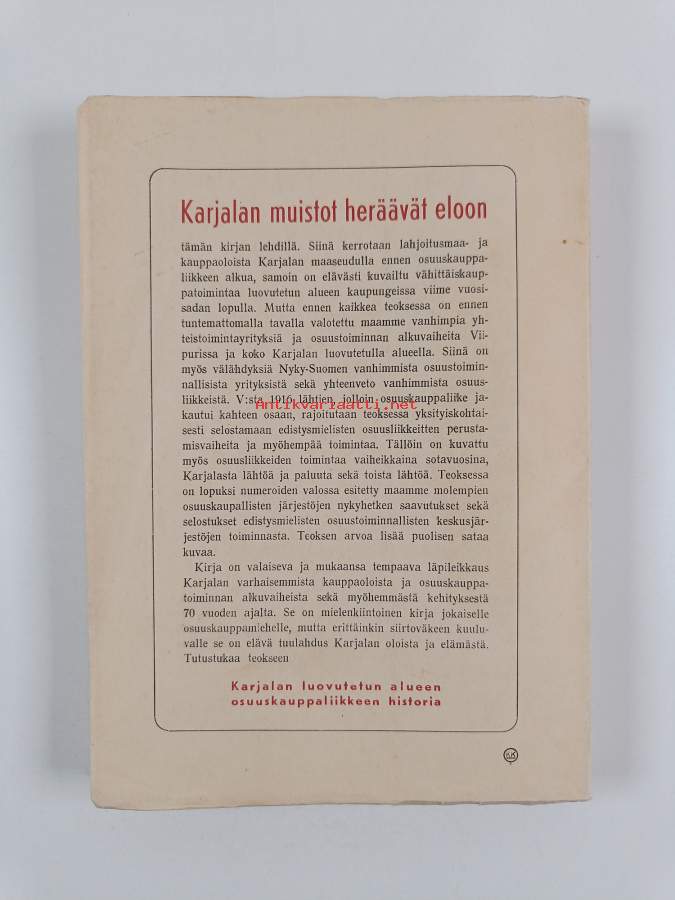 Karjalan muistot heräävät eloon
tämän kirjan lehdillä. Siinä kerrotaan lahjoitusmaa- ja
kauppaoloista Karjalan maaseudulla ennen osuuskauppa-
liikkeen alkua, samoin on elävästi kuvailtu vähittäiskaup-
patoimintaa luovutetun alueen kaupungeissa viime vuosi-
sadan lopulla. Mutta ennen kaikkea teoksessa on ennen
tuntemattomalla tavalla valotettu maamme vanhimpia yh-
teistoimintayrityksiä ja osuustoiminnan alkuvaiheita Vii-
purissa ja koko Karjalan luovutetulla alueella. Siinä on
myös välähdyksiä Nyky-Suomen vanhimmista osuustoimin-
nallisista yrityksistä sekä yhteenveto vanhimmista osuus-
liikkeistä. V:sta 1916 lähtien, jolloin osuuskauppaliike ja-
Antikvariaatti.net
kautui kahteen osaan, rajoitutaan teoksessa yksityiskohtai-
sesti selostamaan edistysmielisten osuusliikkeitten perusta-
misvaiheita ja myöhempää toimintaa. Tällöin on kuvattu
myös osuusliikkeiden toimintaa vaiheikkaina sotavuosina,
Karjalasta lähtöä ja paluuta sekä toista lähtöä. Teoksessa
on lopuksi numeroiden valossa esitetty maamme molempien
osuuskaupallisten järjestöjen nykyhetken saavutukset sekä
selostukset edistysmielisten osuustoiminnallisten keskusjär-
jestöjen toiminnasta. Teoksen arvoa lisää puolisen sataa
kuvaa.
Kirja on valaiseva ja mukaansa tempaava läpileikkaus
Karjalan varhaisemmista kauppaoloista ja osuuskauppa-
toiminnan alkuvaiheista sekä myöhemmästä kehityksestä
70 vuoden ajalta. Se on mielenkiintoinen kirja jokaiselle
osuuskauppamiehelle, mutta erittäinkin siirtoväkeen kuulu-
valle se on elävä tuulahdus Karjalan oloista ja elämästä.
Tutustukaa teokseen
Karjalan luovutetun alueen
osuuskauppaliikkeen historia